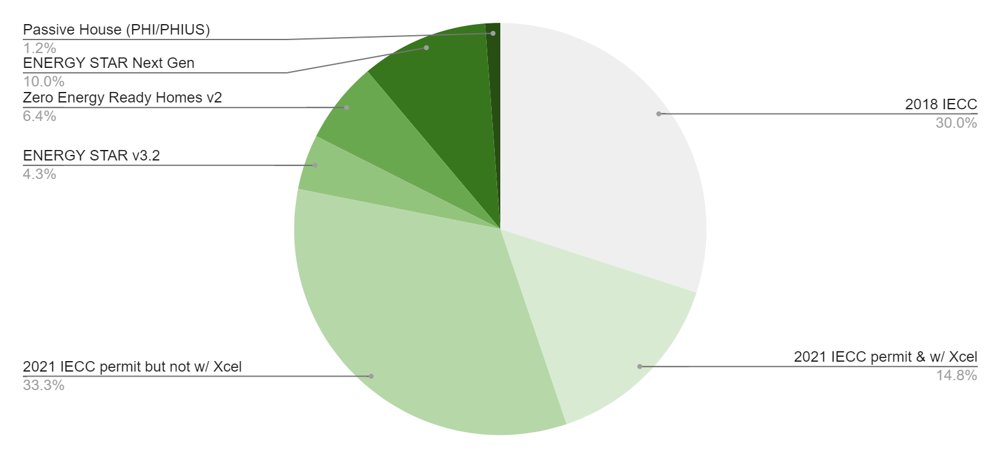 Passive House (PHI/PHIUS)
1.2%
ENERGY STAR Next Gen
10.0%
Zero Energy Ready Homes v2
6.4%
ENERGY STAR v3.2
4.3%
2021 IECC permit but not w/ Xcel
33.3%
2018 IECC
30.0%
2021 IECC permit & w/ Xcel
14.8%